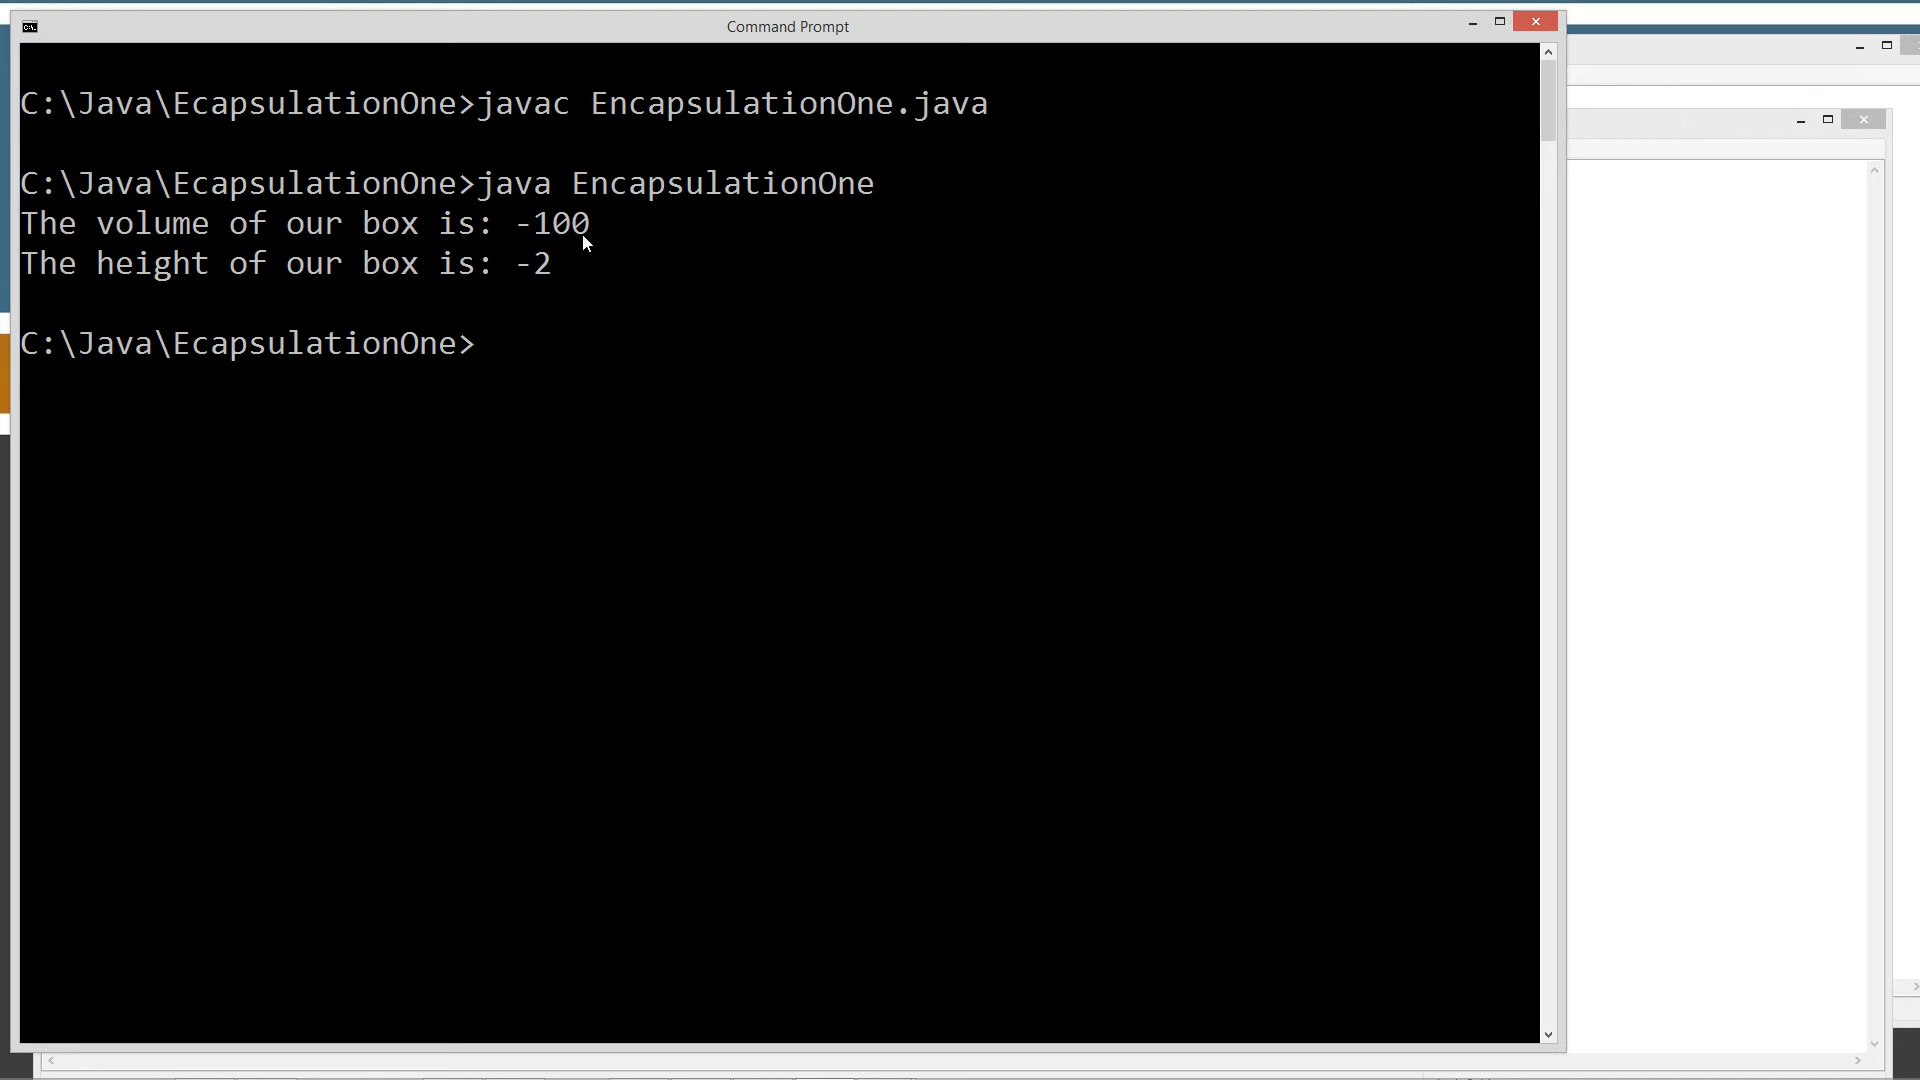 Command Prompt
C:\Java\EcapsulationOne>javac EncapsulationOne.java
C:\Java\EcapsulationOne>java EncapsulationOne
The volume of our box is: -100
The height of our box is: -2
C:\Java\EcapsulationOne>